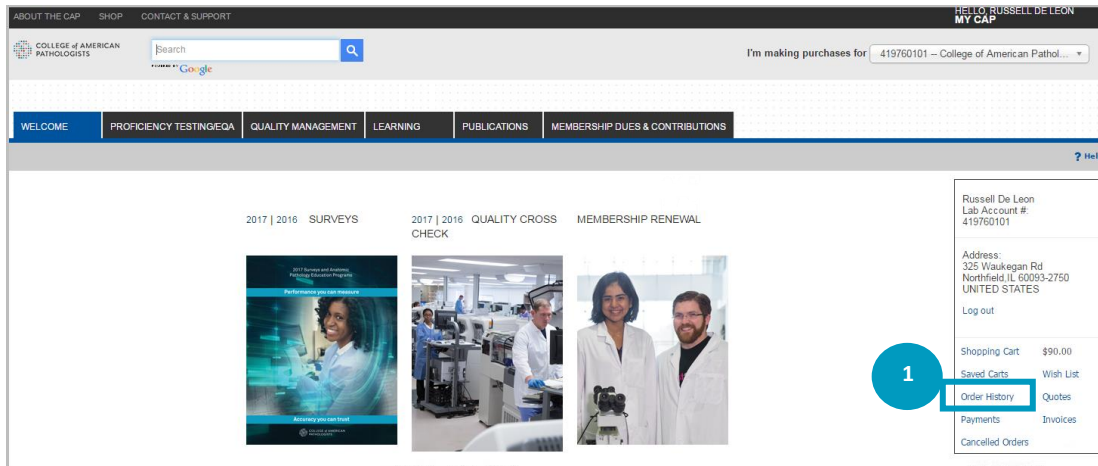 ABOUT THE CAP SHOP CONTACT & SUPPORT
HELLO, RUSSELL DE LEON
MY CAP
COLLEGE of AMERICAN
PATHOLOGISTS
Search
Google
I'm making purchases for 419760101 – College of American Pathol...
WELCOME PROFICIENCY TESTING/EQA QUALITY MANAGEMENT LEARNING PUBLICATIONS MEMBERSHIP DUES & CONTRIBUTIONS
? Hel
2017 | 2016 SURVEYS
2017 | 2016 QUALITY CROSS
CHECK
MEMBERSHIP RENEWAL
2017 Surveys and Anatomic
Pathology Education Programs
Performance you can measure
Accuracy you can trust
COLLEGE of AMERICAN
PATHOLOGISTS
Russell De Leon
Lab Account #:
419760101
Address:
325 Waukegan Rd
Northfield,IL 60093-2750
UNITED STATES
Log out
Shopping Cart $90.00
Saved Carts Wish List
1
Order History Quotes
Payments Invoices
Cancelled Orders